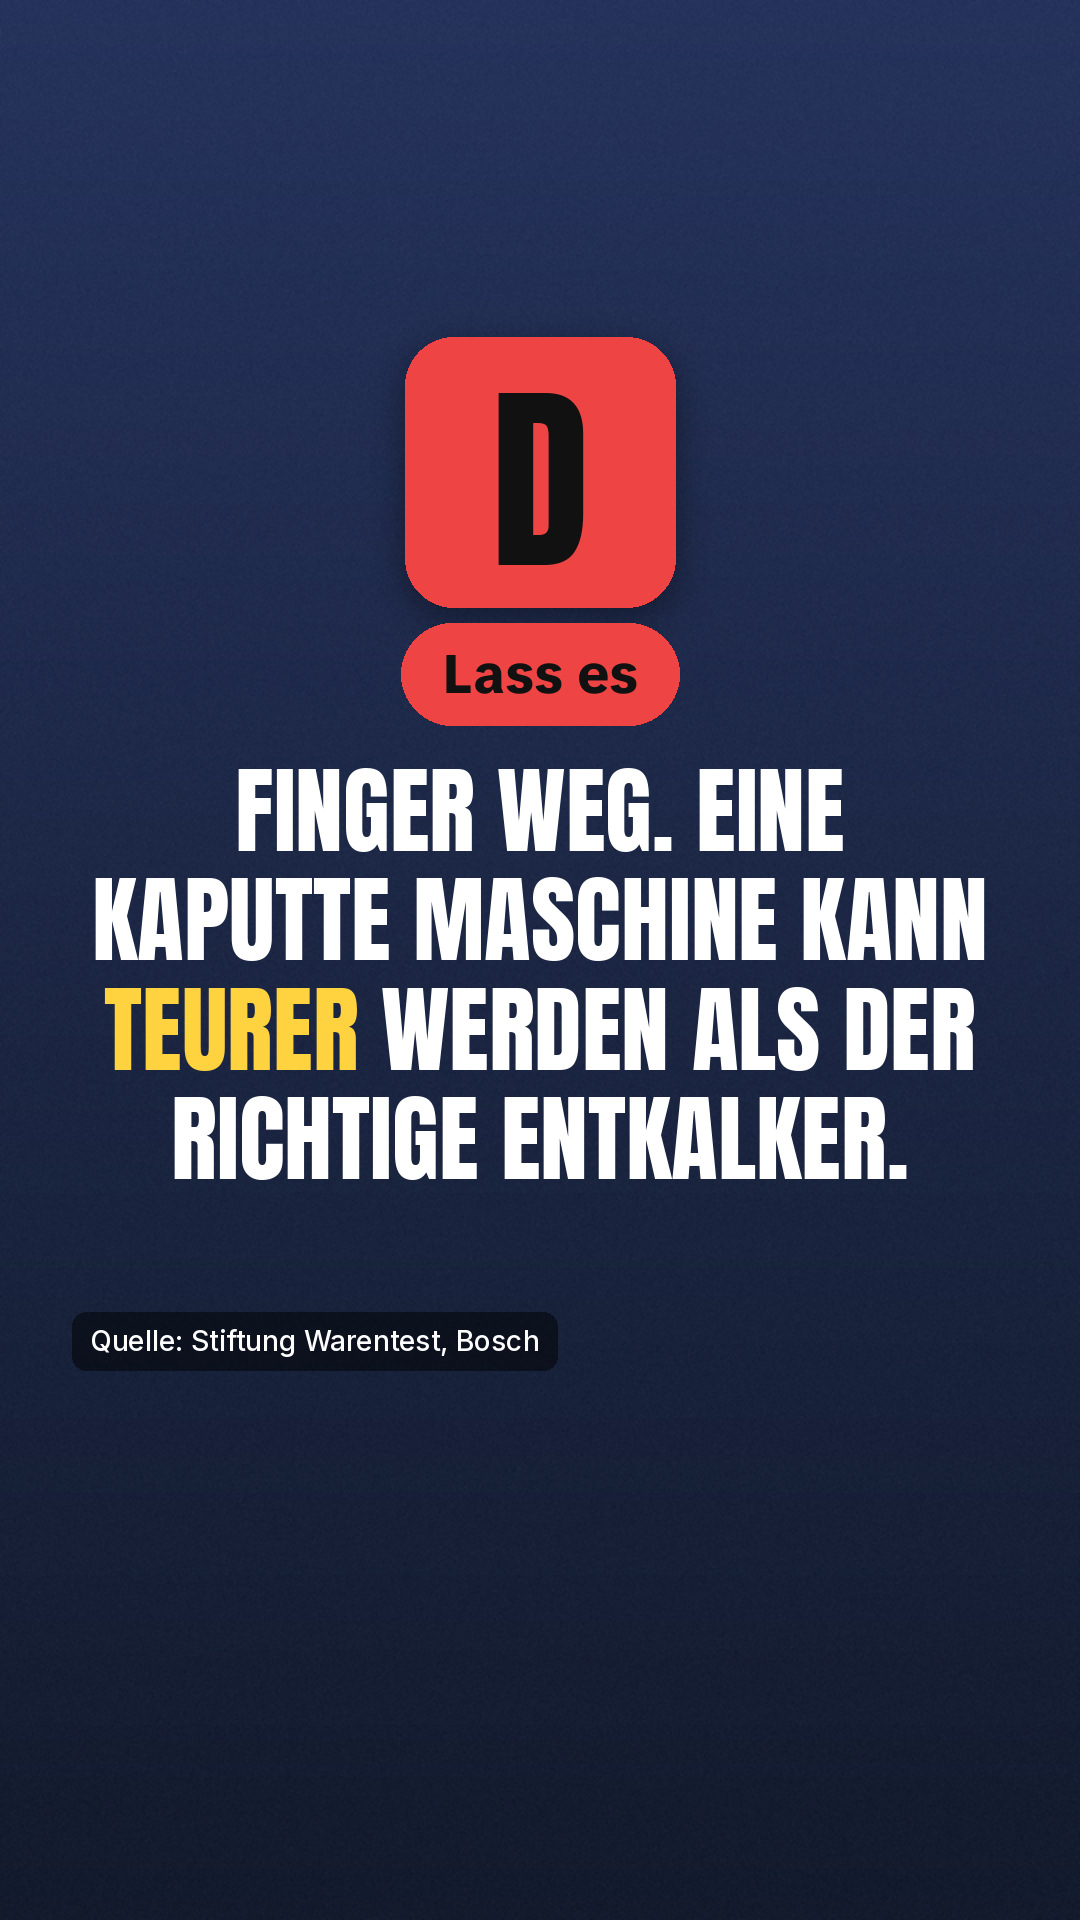 D
Lass es
FINGER WEG. EINE
KAPUTTE MASCHINE KANN
TEURER WERDEN ALS DER
RICHTIGE ENTKALKER.
Quelle: Stiftung Warentest, Bosch